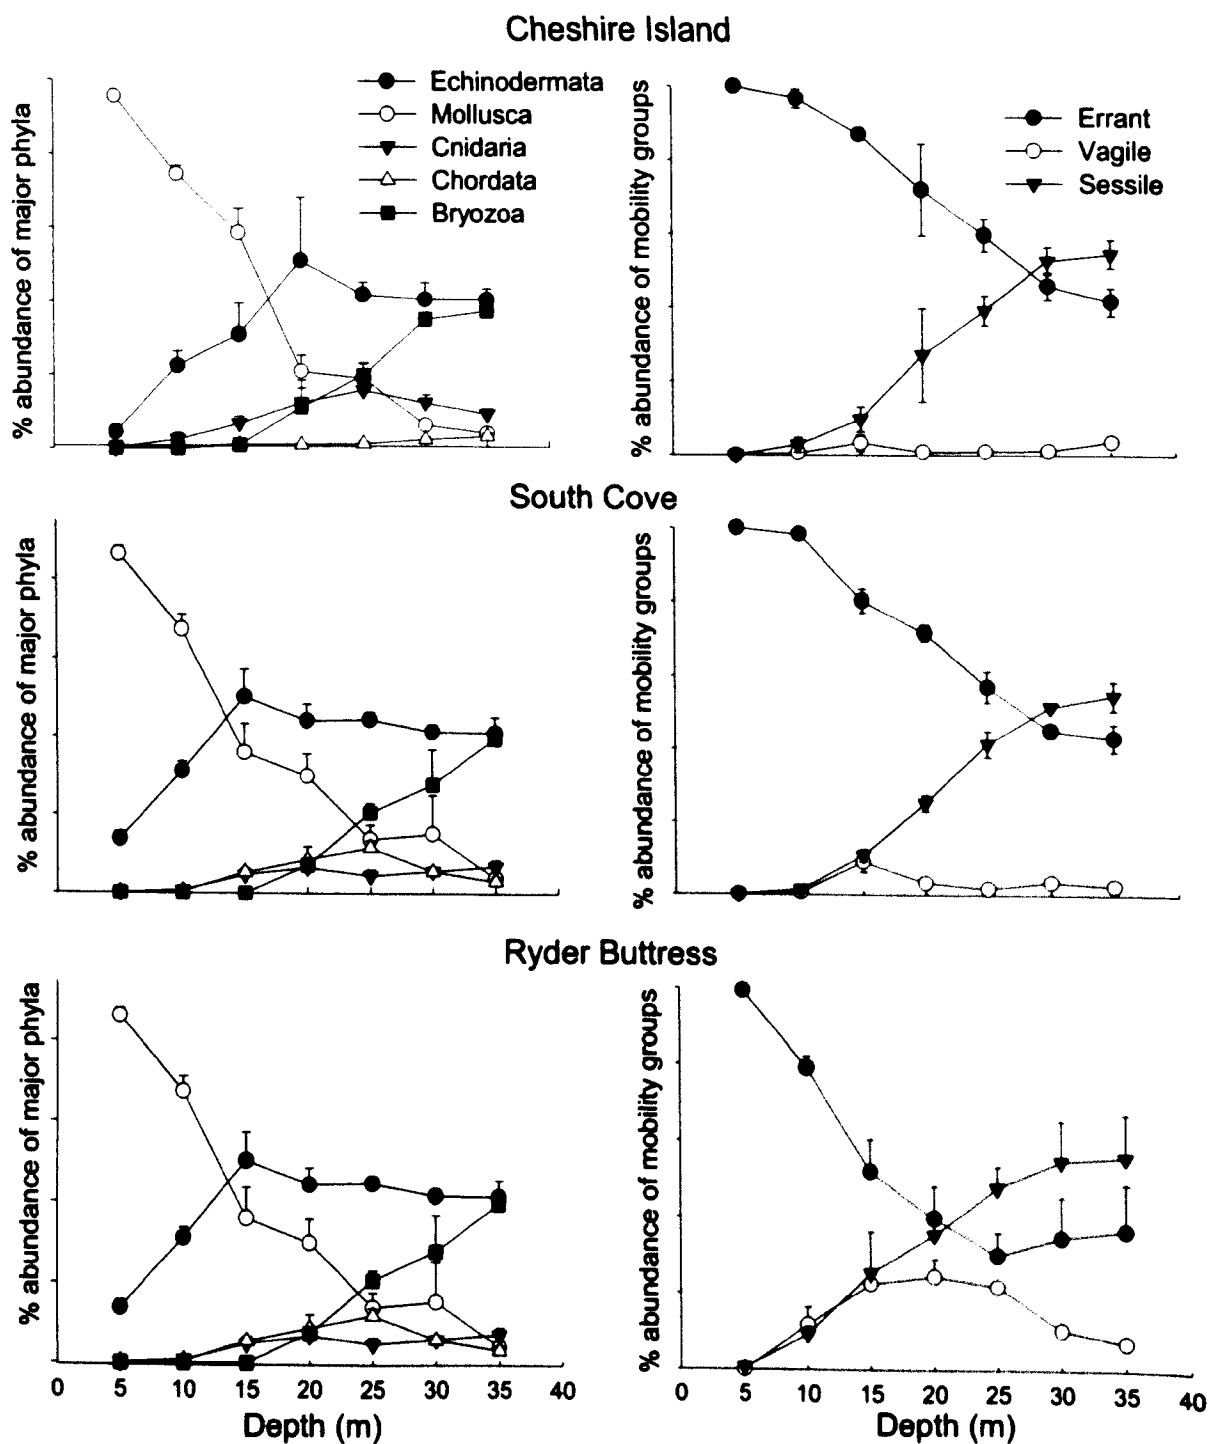 Cheshire Island
Echinodermata
Mollusca
Cnidaria
Chordata
Bryozoa
% abundance of major phyla
Errant
Vagile
Sessile
% abundance of mobility groups
South Cove
% abundance of major phyla
% abundance of mobility groups
Ryder Buttress
% abundance of major phyla
% abundance of mobility groups
0 5 10 15 20 25 30 35 40
0 5 10 15 20 25 30 35 40
Depth (m)
Depth (m)